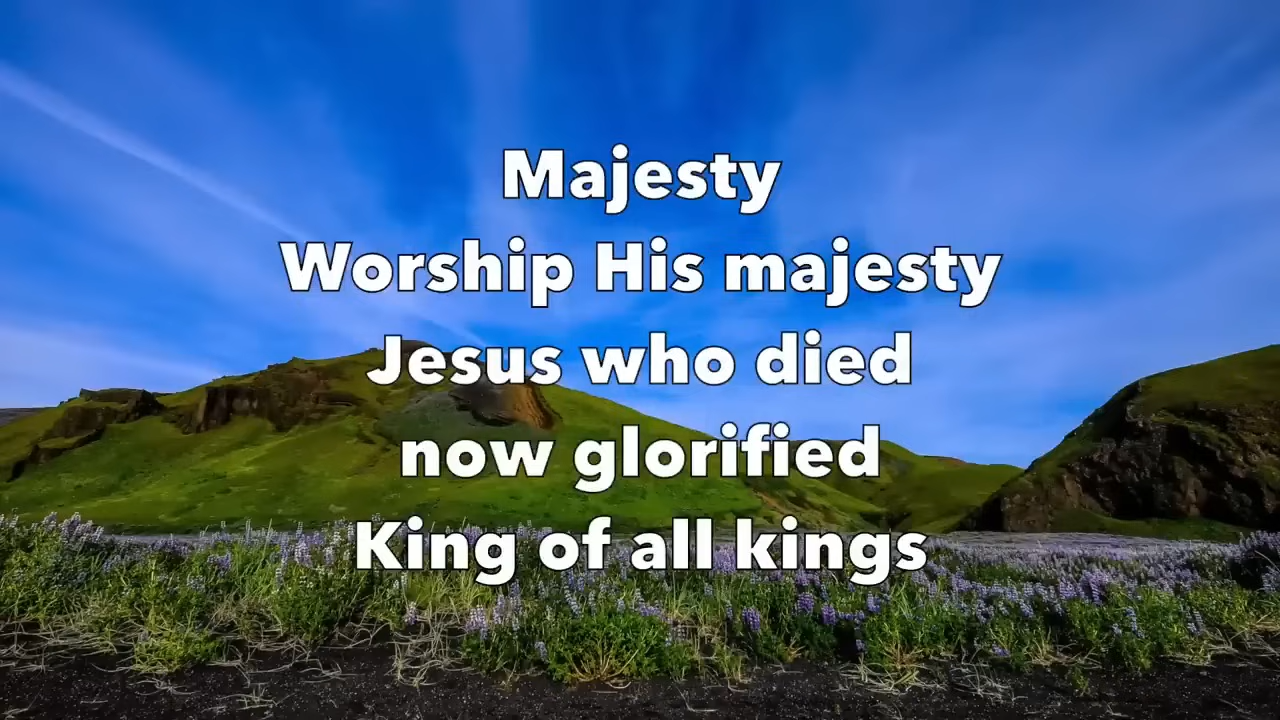 Majesty
Worship His majesty
Jesus who died
now glorified
King of all kings